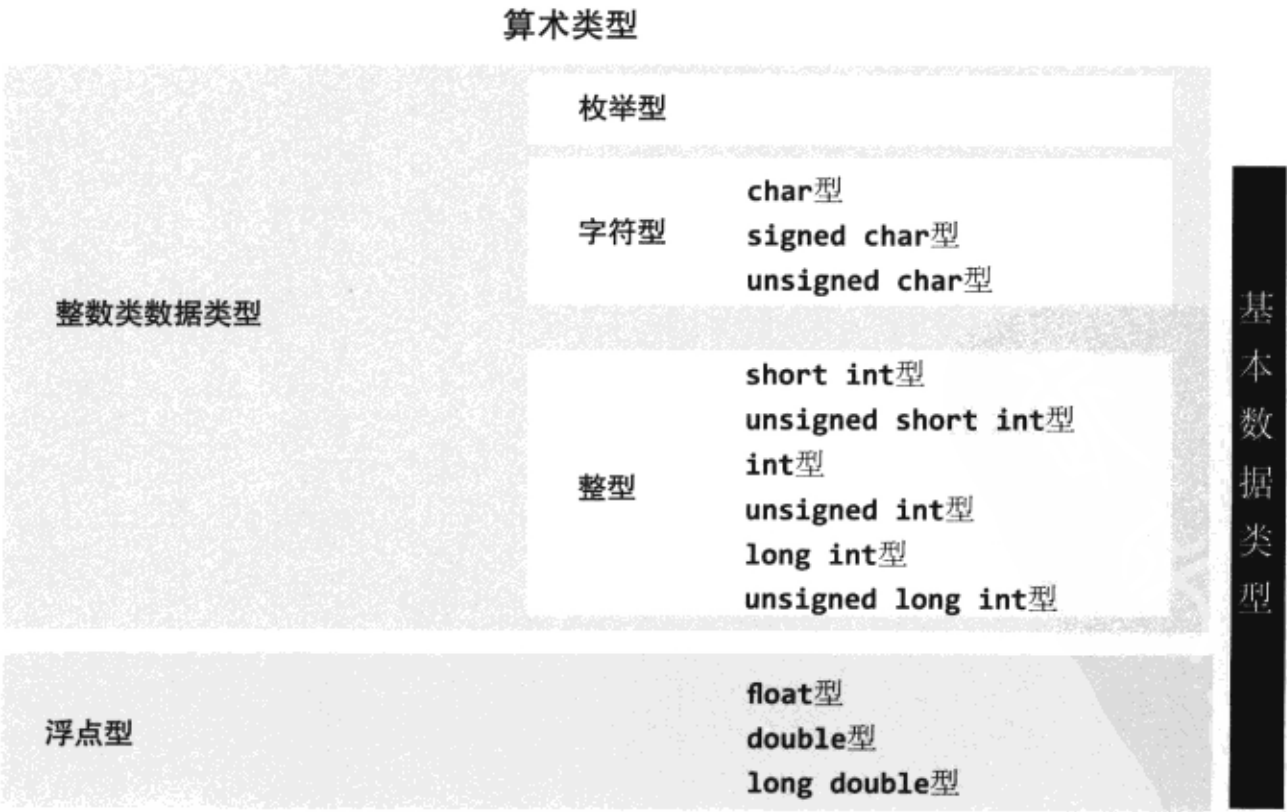 算术类型
枚举型
char型
字符型
signed char型
unsigned char型
整数类数据类型
short int型
unsigned short int型
int型
整型
unsigned int型
long int型
unsigned long int型
float型
浮点型
double型
long double型
基本数据类型